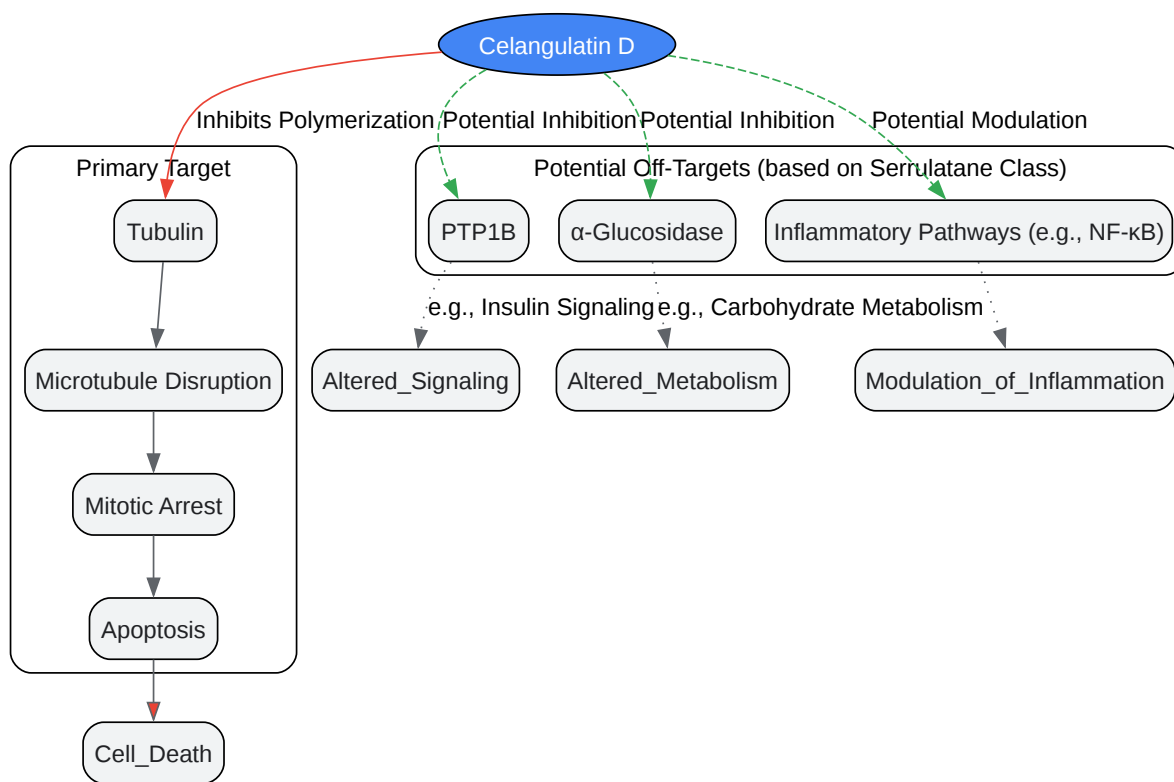 Celangulatin D
Inhibits Polymerization
Potential Inhibition
Potential Inhibition
Potential Modulation
Primary Target
Potential Off-Targets (based on Serrulatane Class)
Tubulin
PTP1B
α-Glucosidase
Inflammatory Pathways (e.g., NF-κB)
e.g., Insulin Signaling
e.g., Carbohydrate Metabolism
Microtubule Disruption
Altered_Signaling
Altered_Metabolism
Modulation_of_Inflammation
Mitotic Arrest
Apoptosis
Cell_Death